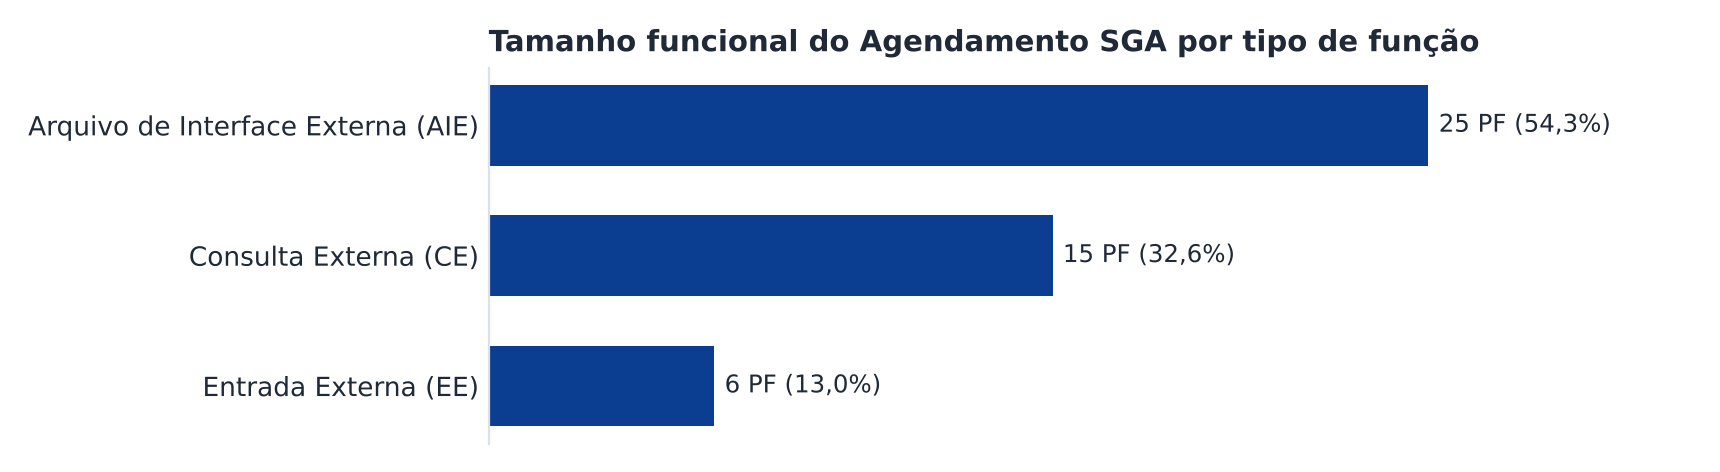 Tamanho funcional do Agendamento SGA por tipo de função
Arquivo de Interface Externa (AIE) 25 PF (54,3%)
Consulta Externa (CE) 15 PF (32,6%)
Entrada Externa (EE) 6 PF (13,0%)